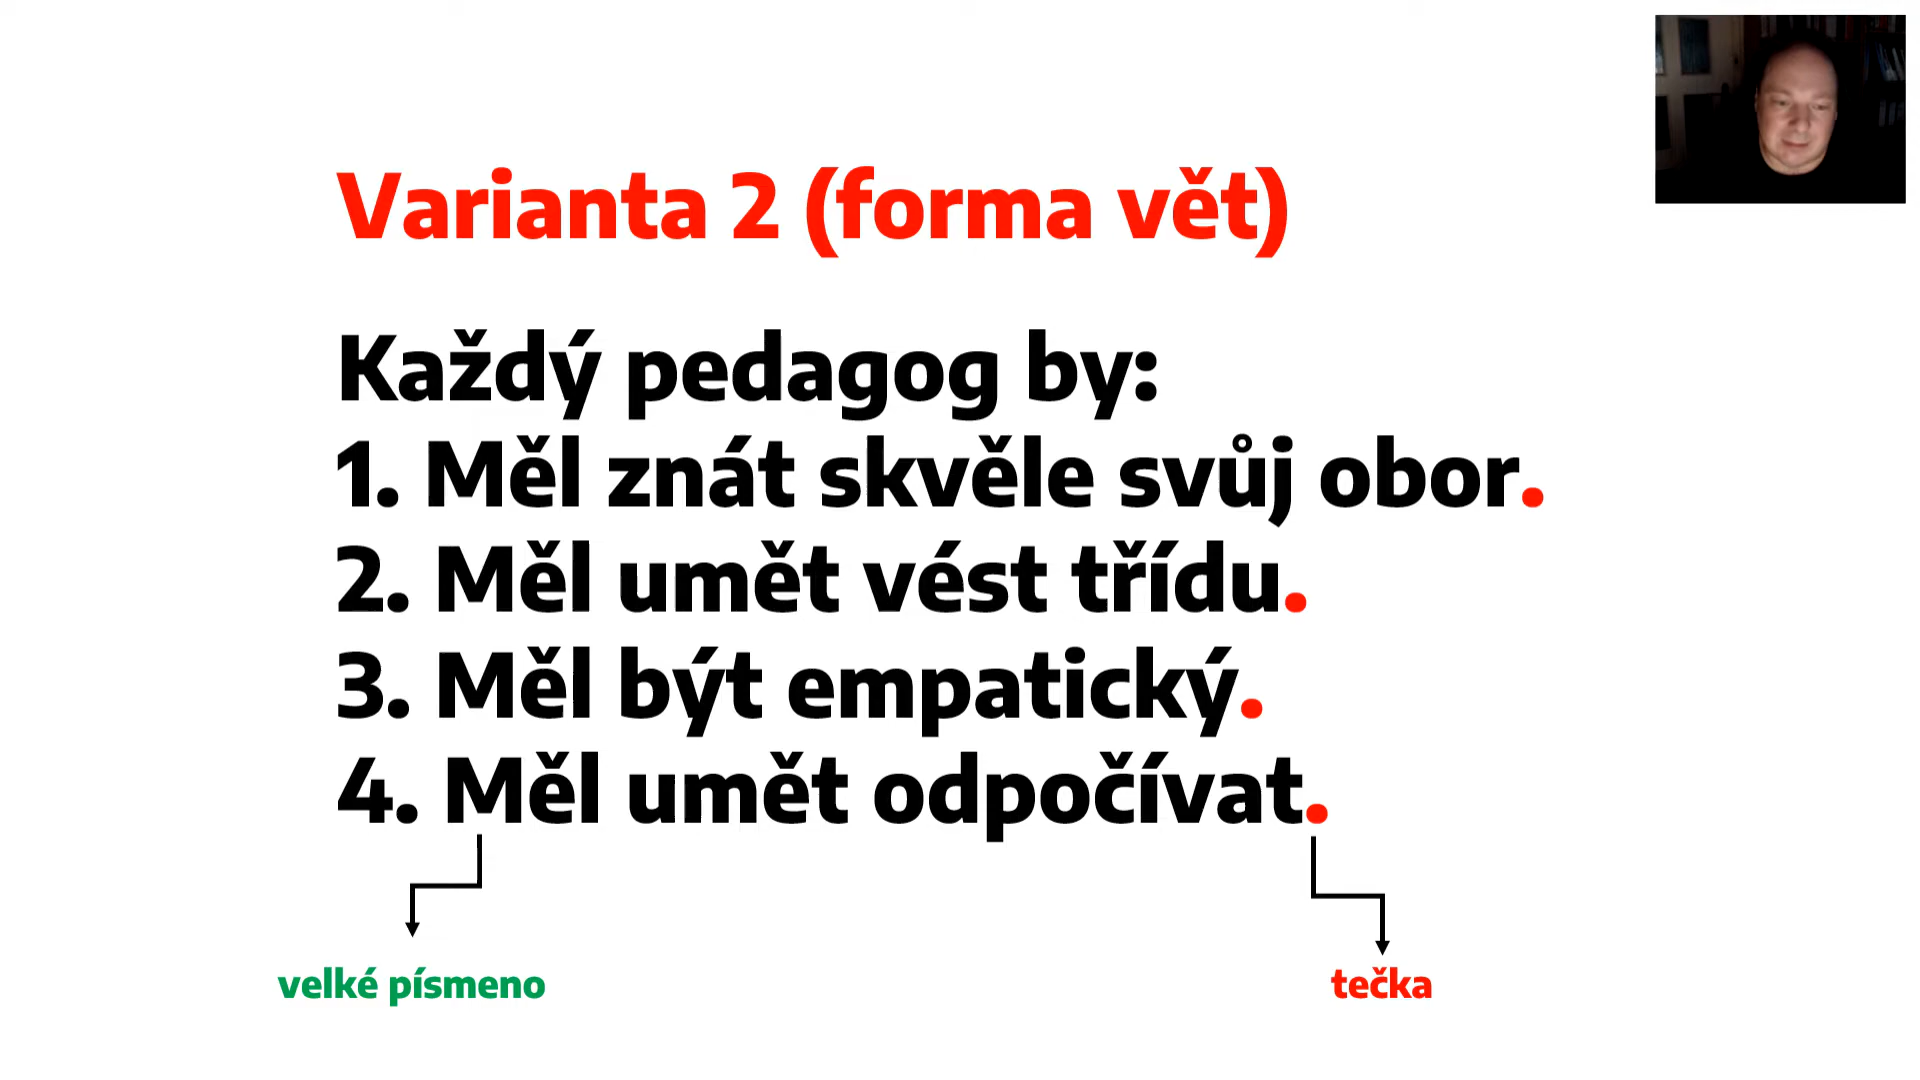 Varianta 2 (forma vět)
Každý pedagog by:
1. Měl znát skvěle svůj obor.
2. Měl umět vést třídu.
3. Měl být empatický.
4. Měl umět odpočívat.
velké písmeno
tečka